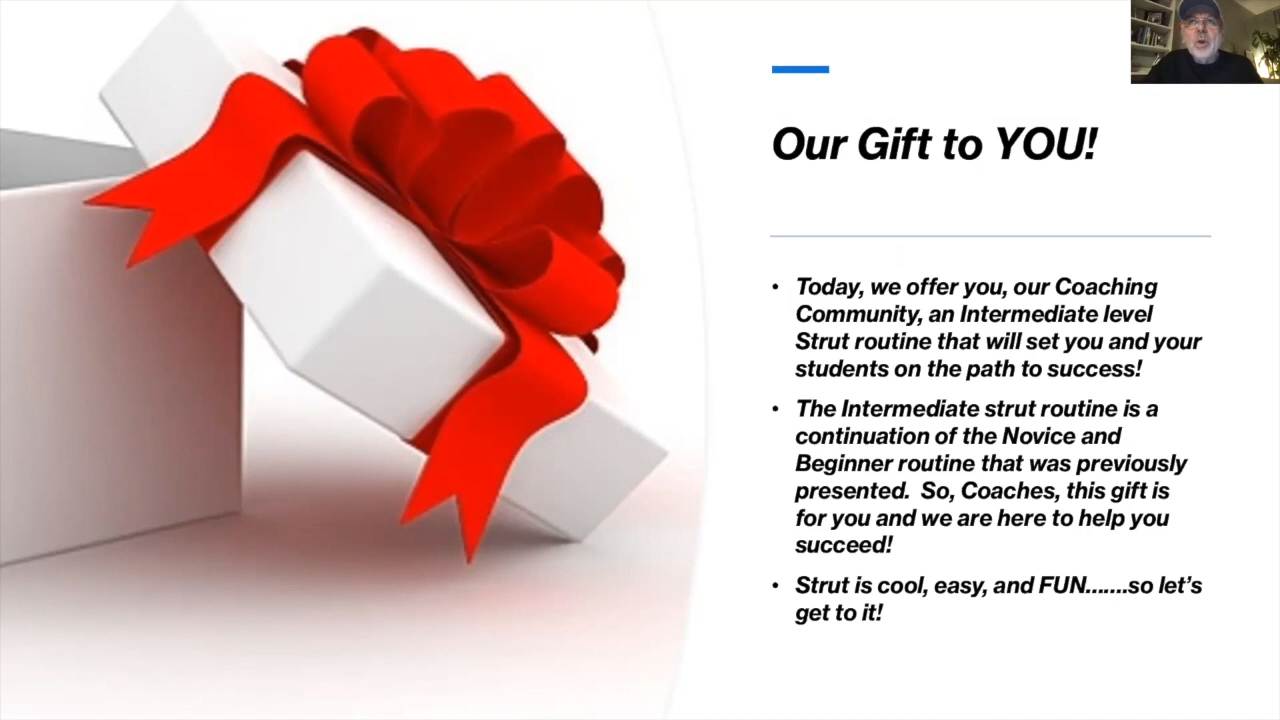 Our Gift to YOU!
• Today, we offer you, our Coaching
Community, an Intermediate level
Strut routine that will set you and your
students on the path to success!
• The Intermediate strut routine is a
continuation of the Novice and
Beginner routine that was previously
presented.  So, Coaches, this gift is
for you and we are here to help you
succeed!
• Strut is cool, easy, and FUN.......so let’s
get to it!